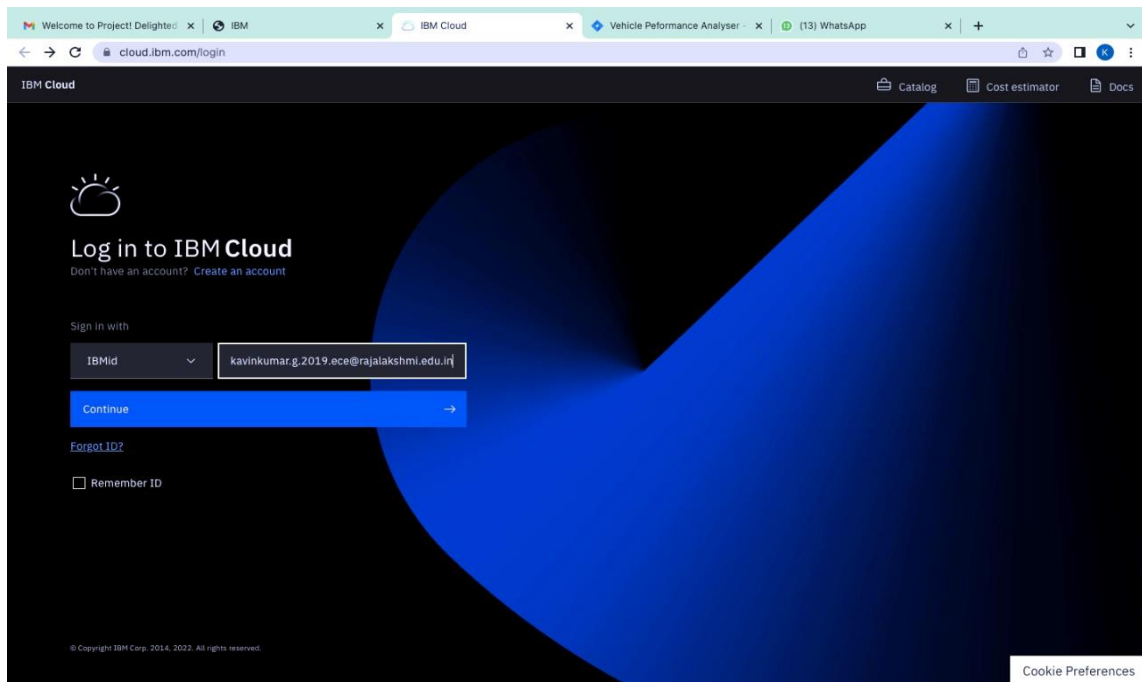 Welcome to Project! Delighted
IBM
IBM Cloud
Vehicle Peformance Analyser -
(13) WhatsApp
cloud.ibm.com/login
K
IBM Cloud
Catalog
Cost estimator
Docs
Log in to IBM Cloud
Don't have an account? Create an account
Sign in with
IBMid
kavinkumar.g.2019.ece@rajalakshmi.edu.in
Continue
Forgot ID?
Remember ID
© Copyright IBM Corp. 2014, 2022. All rights reserved.
Cookie Preferences